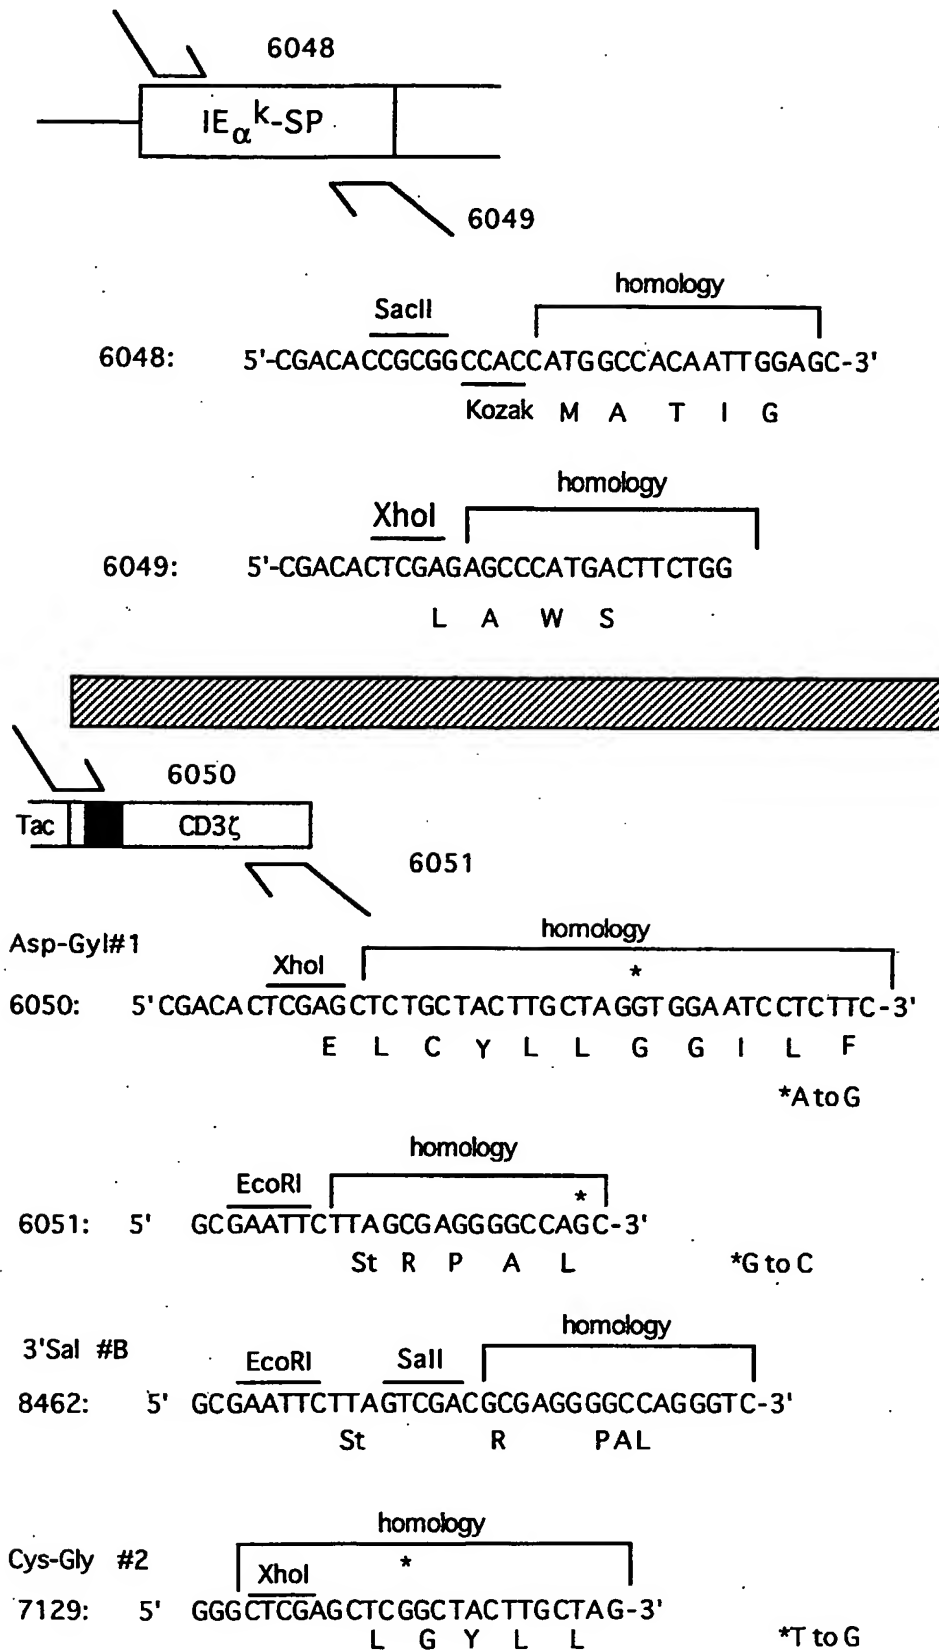 6048
IEαk-SP
6049
homology
SacII
6048: 5'-CGACACCGCGGCCACCATGGCCACAATTGGAGC-3'
Kozak M A T I G
homology
XhoI
6049: 5'-CGACACTCGAGAGCCCATGACTTCTGG
L A W S
6050
Tac CD3ζ
6051
Asp-Gyl#1
homology
XhoI *
6050: 5'CGACACTCGAGCTCTGCTACTTGCTAGGTGGAATCCTCTTC-3'
E L C Y L L G G I L F
*A to G
homology
EcoRI *
6051: 5' GCGAATTCTTAGCGAGGGGCCAGC-3'
St R P A L *G to C
homology
3'Sal #B EcoRI SalI
8462: 5' GCGAATTCTTAGTCGACGCGAGGGGCCAGGGTC-3'
St R PAL
homology
Cys-Gly #2 XhoI *
7129: 5' GGGCTCGAGCTCGGCTACTTGCTAG-3'
L G Y L L *T to G